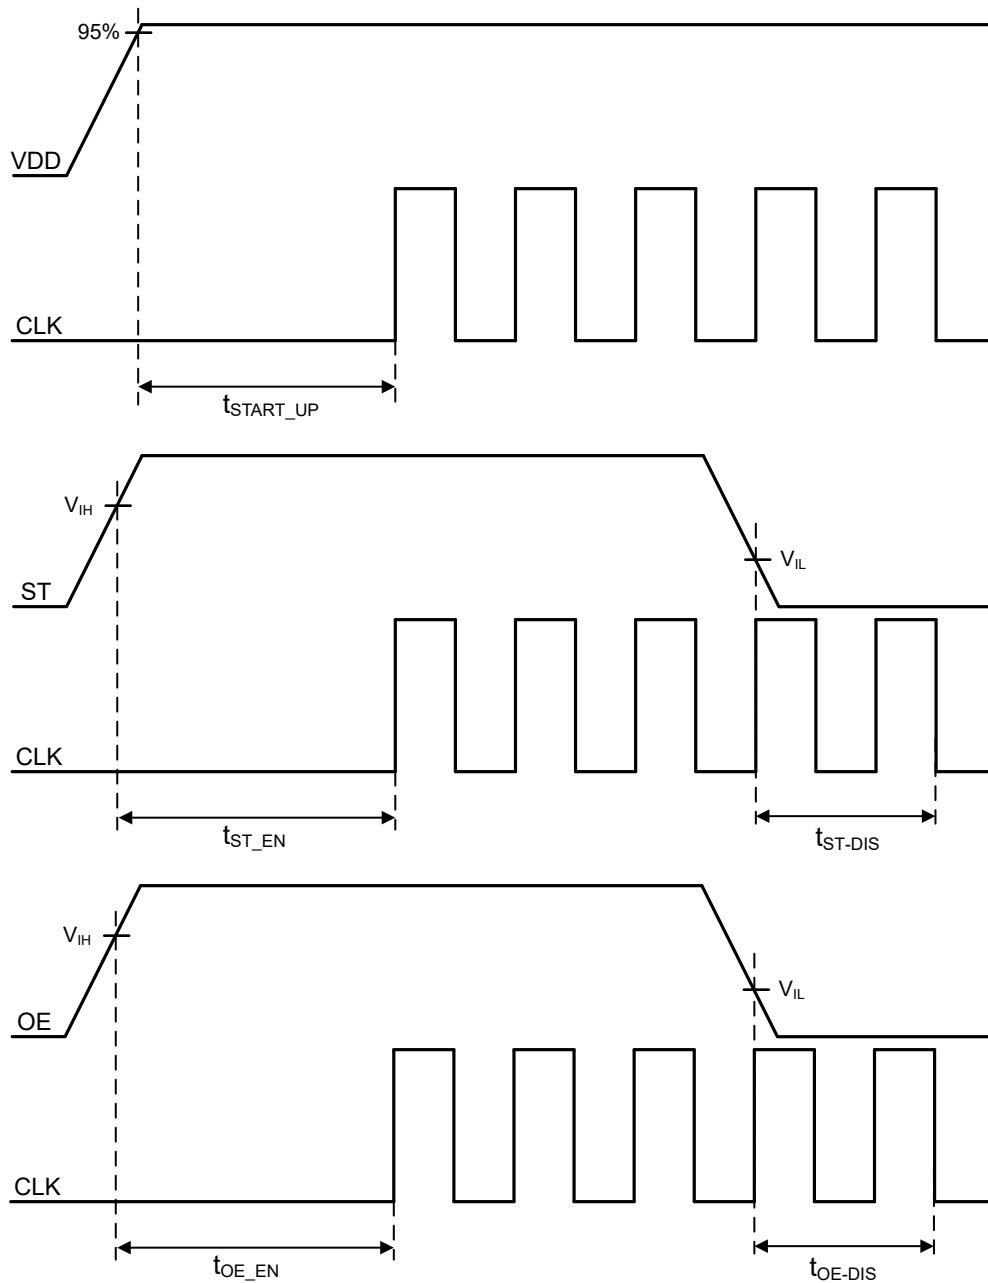 95%
VDD
CLK
tSTART_UP
VIH
VIL
ST
CLK
tST_EN
tST-DIS
VIH
VIL
OE
CLK
tOE_EN
tOE-DIS